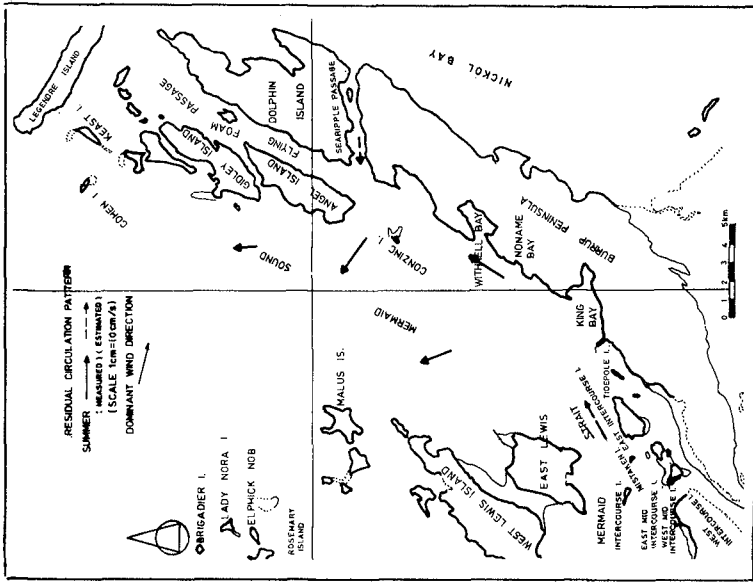 RESIDUAL CIRCULATION PATTERN
SUMMER
(MEASURED) (ESTIMATED)
(SCALE 1cm=10cm/s)
DOMINANT WIND DIRECTION
BRIGADIER I.
LADY NORA I
ELPHICK NOB
ROSEMARY
ISLAND
LEGENDRE ISLAND
KEAST I.
COHEN I.
GIDLEY
ISLAND
ANGEL ISLAND
FLYING FOAM PASSAGE
DOLPHIN
ISLAND
SEARIPPLE PASSAGE
NICKOL BAY
MERMAID SOUND
CONZINC I.
MALUS IS.
WITHNELL BAY
NONAME
BAY
BURRUP
PENINSULA
KING
BAY
WEST LEWIS ISLAND
EAST LEWIS
MERMAID STRAIT
TIDEPOLE I.
EAST INTERCOURSE I.
MISTAKEN I.
INTERCOURSE I.
EAST MID
INTERCOURSE I.
WEST MID
INTERCOURSE I.
WEST
INTERCOURSE I.
0 1 2 3 4 5km